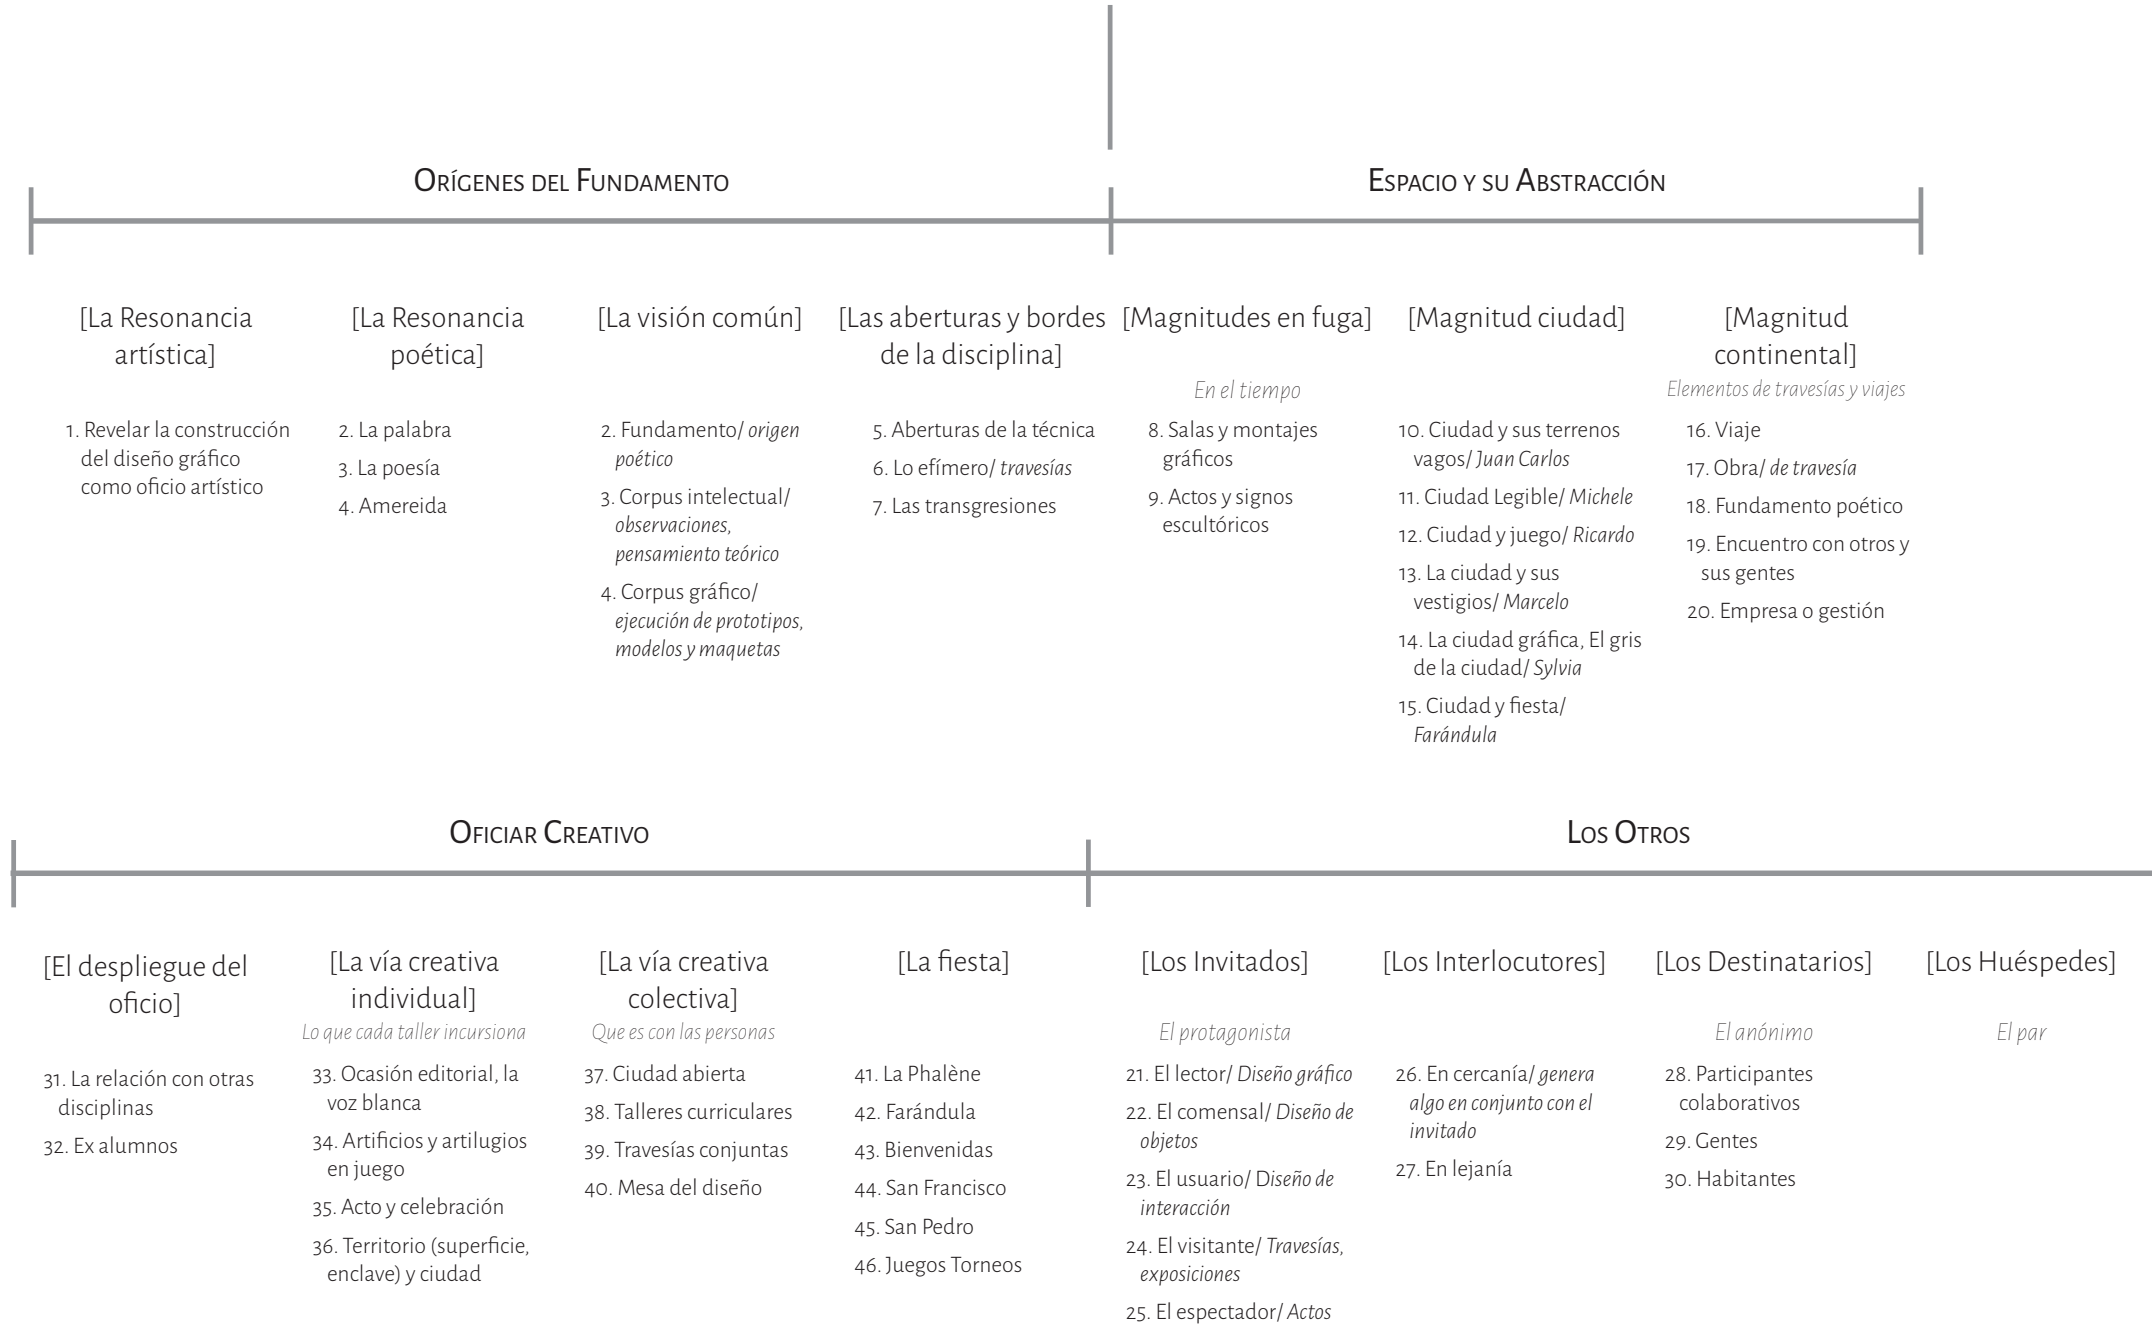 Orígenes del Fundamento
Espacio y su Abstracción
[La Resonancia
artística]
1. Revelar la construcción
del diseño gráfico
como oficio artístico
[La Resonancia
poética]
2. La palabra
3. La poesía
4. Amereida
[La visión común]
2. Fundamento/ origen
poético
3. Corpus intelectual/
observaciones,
pensamiento teórico
4. Corpus gráfico/
ejecución de prototipos,
modelos y maquetas
[Las aberturas y bordes
de la disciplina]
5. Aberturas de la técnica
6. Lo efímero/ travesías
7. Las transgresiones
[Magnitudes en fuga]
En el tiempo
8. Salas y montajes
gráficos
9. Actos y signos
escultóricos
[Magnitud ciudad]
10. Ciudad y sus terrenos
vagos/ Juan Carlos
11. Ciudad Legible/ Michele
12. Ciudad y juego/ Ricardo
13. La ciudad y sus
vestigios/ Marcelo
14. La ciudad gráfica, El gris
de la ciudad/ Sylvia
15. Ciudad y fiesta/
Farándula
[Magnitud
continental]
Elementos de travesías y viajes
16. Viaje
17. Obra/ de travesía
18. Fundamento poético
19. Encuentro con otros y
sus gentes
20. Empresa o gestión
Oficiar Creativo
Los Otros
[El despliegue del
oficio]
31. La relación con otras
disciplinas
32. Ex alumnos
[La vía creativa
individual]
Lo que cada taller incursiona
33. Ocasión editorial, la
voz blanca
34. Artificios y artilugios
en juego
35. Acto y celebración
36. Territorio (superficie,
enclave) y ciudad
[La vía creativa
colectiva]
Que es con las personas
37. Ciudad abierta
38. Talleres curriculares
39. Travesías conjuntas
40. Mesa del diseño
[La fiesta]
41. La Phalène
42. Farándula
43. Bienvenidas
44. San Francisco
45. San Pedro
46. Juegos Torneos
[Los Invitados]
El protagonista
21. El lector/ Diseño gráfico
22. El comensal/ Diseño de
objetos
23. El usuario/ Diseño de
interacción
24. El visitante/ Travesías,
exposiciones
25. El espectador/ Actos
[Los Interlocutores]
26. En cercanía/ genera
algo en conjunto con el
invitado
27. En lejanía
[Los Destinatarios]
El anónimo
28. Participantes
colaborativos
29. Gentes
30. Habitantes
[Los Huéspedes]
El par